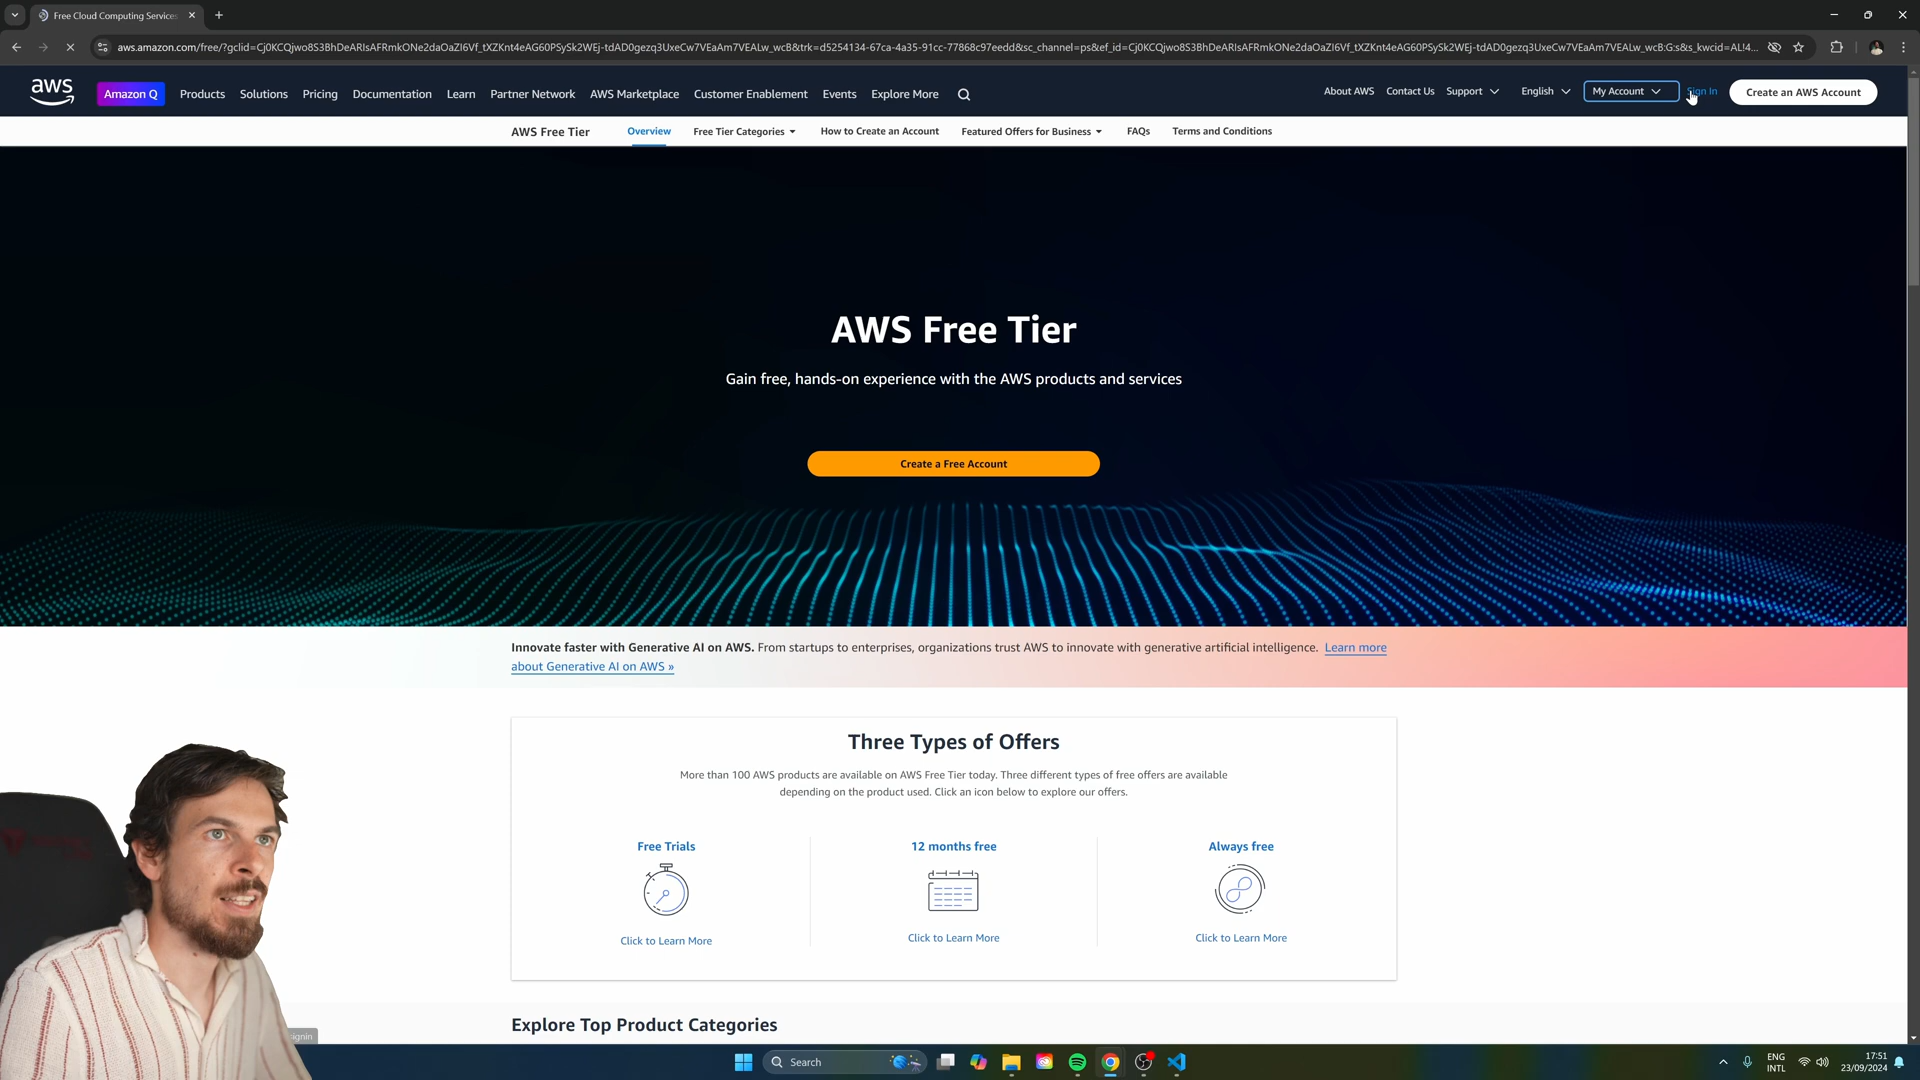 Free Cloud Computing Services
aws.amazon.com/free/?gclid=Cj0KCQjwo8S3BhDeARIsAFRmkONe2daOaZI6Vf_tXZKnt4eAG60PSySk2WEj-tdAD0gezq3UxeCw7VEaAm7VEALw_wcB&trk=d5254134-67ca-4a35-91cc-77868c97eedd&sc_channel=ps&ef_id=Cj0KCQjwo8S3BhDeARIsAFRmkONe2daOaZI6Vf_tXZKnt4eAG60PSySk2WEj-tdAD0gezq3UxeCw7VEaAm7VEALw_wcB:G:s&s_kwcid=AL!4...
aws Amazon Q Products Solutions Pricing Documentation Learn Partner Network AWS Marketplace Customer Enablement Events Explore More About AWS Contact Us Support English My Account Sign In Create an AWS Account
AWS Free Tier Overview Free Tier Categories How to Create an Account Featured Offers for Business FAQs Terms and Conditions
AWS Free Tier
Gain free, hands-on experience with the AWS products and services
Create a Free Account
Innovate faster with Generative AI on AWS. From startups to enterprises, organizations trust AWS to innovate with generative artificial intelligence. Learn more
about Generative AI on AWS »
Three Types of Offers
More than 100 AWS products are available on AWS Free Tier today. Three different types of free offers are available
depending on the product used. Click an icon below to explore our offers.
Free Trials 12 months free Always free
Click to Learn More Click to Learn More Click to Learn More
Explore Top Product Categories
Search
ENG
INTL
17:51
23/09/2024